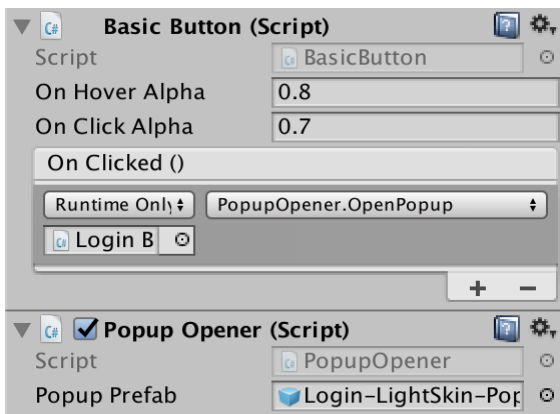 Basic Button (Script)
Script BasicButton
On Hover Alpha 0.8
On Click Alpha 0.7
On Clicked ()
Runtime Only PopupOpener.OpenPopup
Login B
Popup Opener (Script)
Script PopupOpener
Popup Prefab Login-LightSkin-Pop